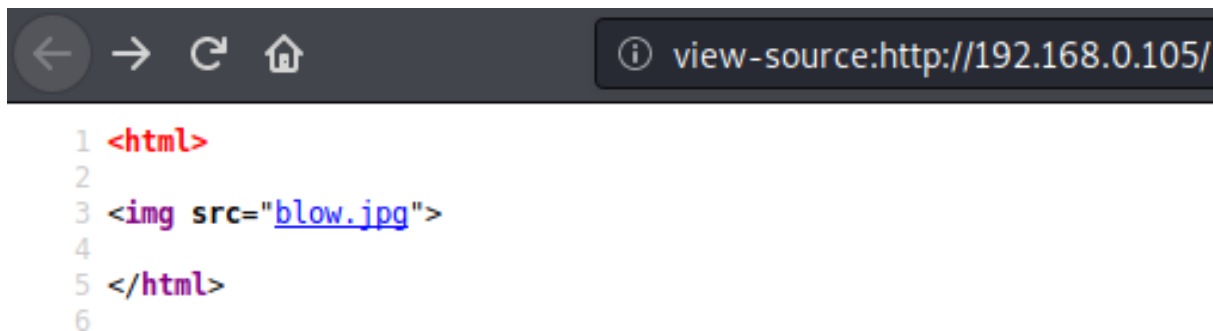 view-source:http://192.168.0.105/
1 <html>
2
3 <img src="blow.jpg">
4
5 </html>
6